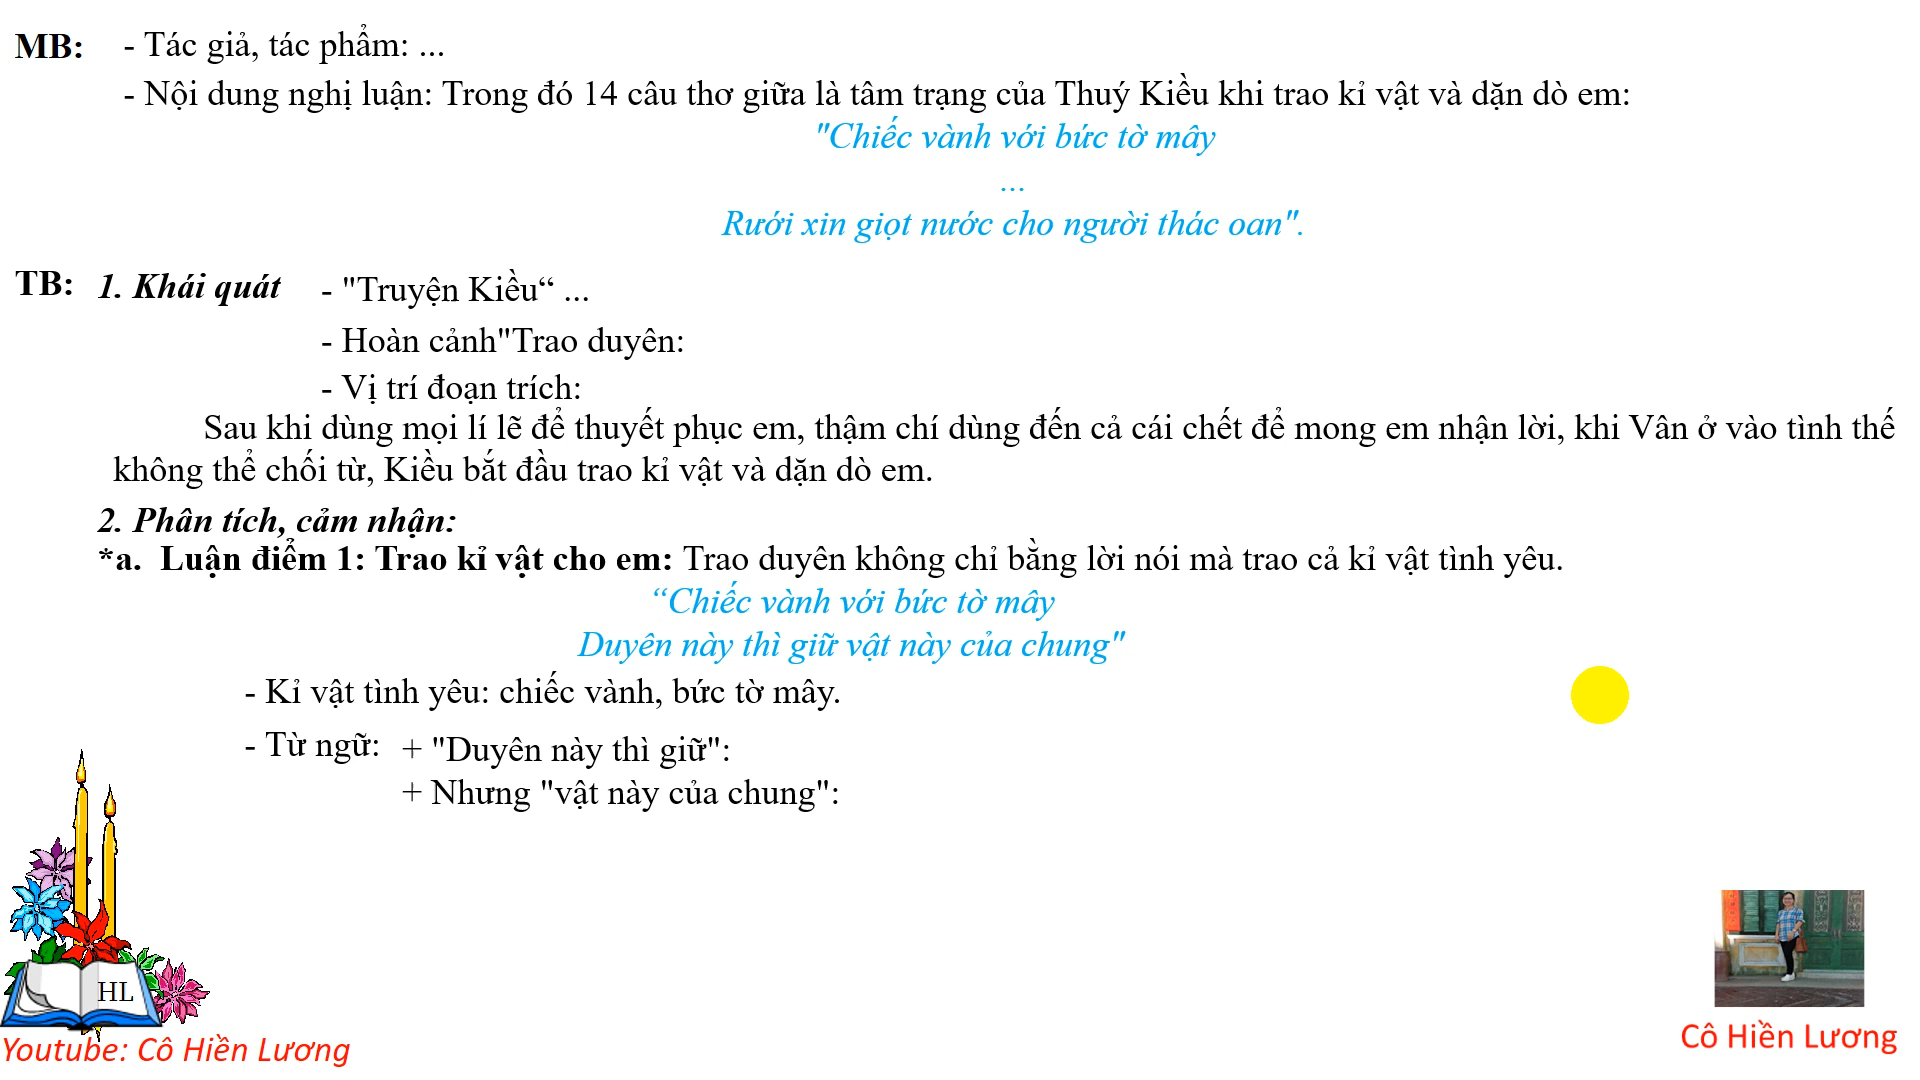 MB: - Tác giả, tác phẩm: ...
- Nội dung nghị luận: Trong đó 14 câu thơ giữa là tâm trạng của Thuý Kiều khi trao kỉ vật và dặn dò em:
"Chiếc vành với bức tờ mây
...
Rưới xin giọt nước cho người thác oan".
TB: 1. Khái quát - "Truyện Kiều“ ...
- Hoàn cảnh"Trao duyên:
- Vị trí đoạn trích:
Sau khi dùng mọi lí lẽ để thuyết phục em, thậm chí dùng đến cả cái chết để mong em nhận lời, khi Vân ở vào tình thế
không thể chối từ, Kiều bắt đầu trao kỉ vật và dặn dò em.
2. Phân tích, cảm nhận:
*a. Luận điểm 1: Trao kỉ vật cho em: Trao duyên không chỉ bằng lời nói mà trao cả kỉ vật tình yêu.
“Chiếc vành với bức tờ mây
Duyên này thì giữ vật này của chung"
- Kỉ vật tình yêu: chiếc vành, bức tờ mây.
- Từ ngữ: + "Duyên này thì giữ":
+ Nhưng "vật này của chung":
HL
Youtube: Cô Hiền Lương
Cô Hiền Lương